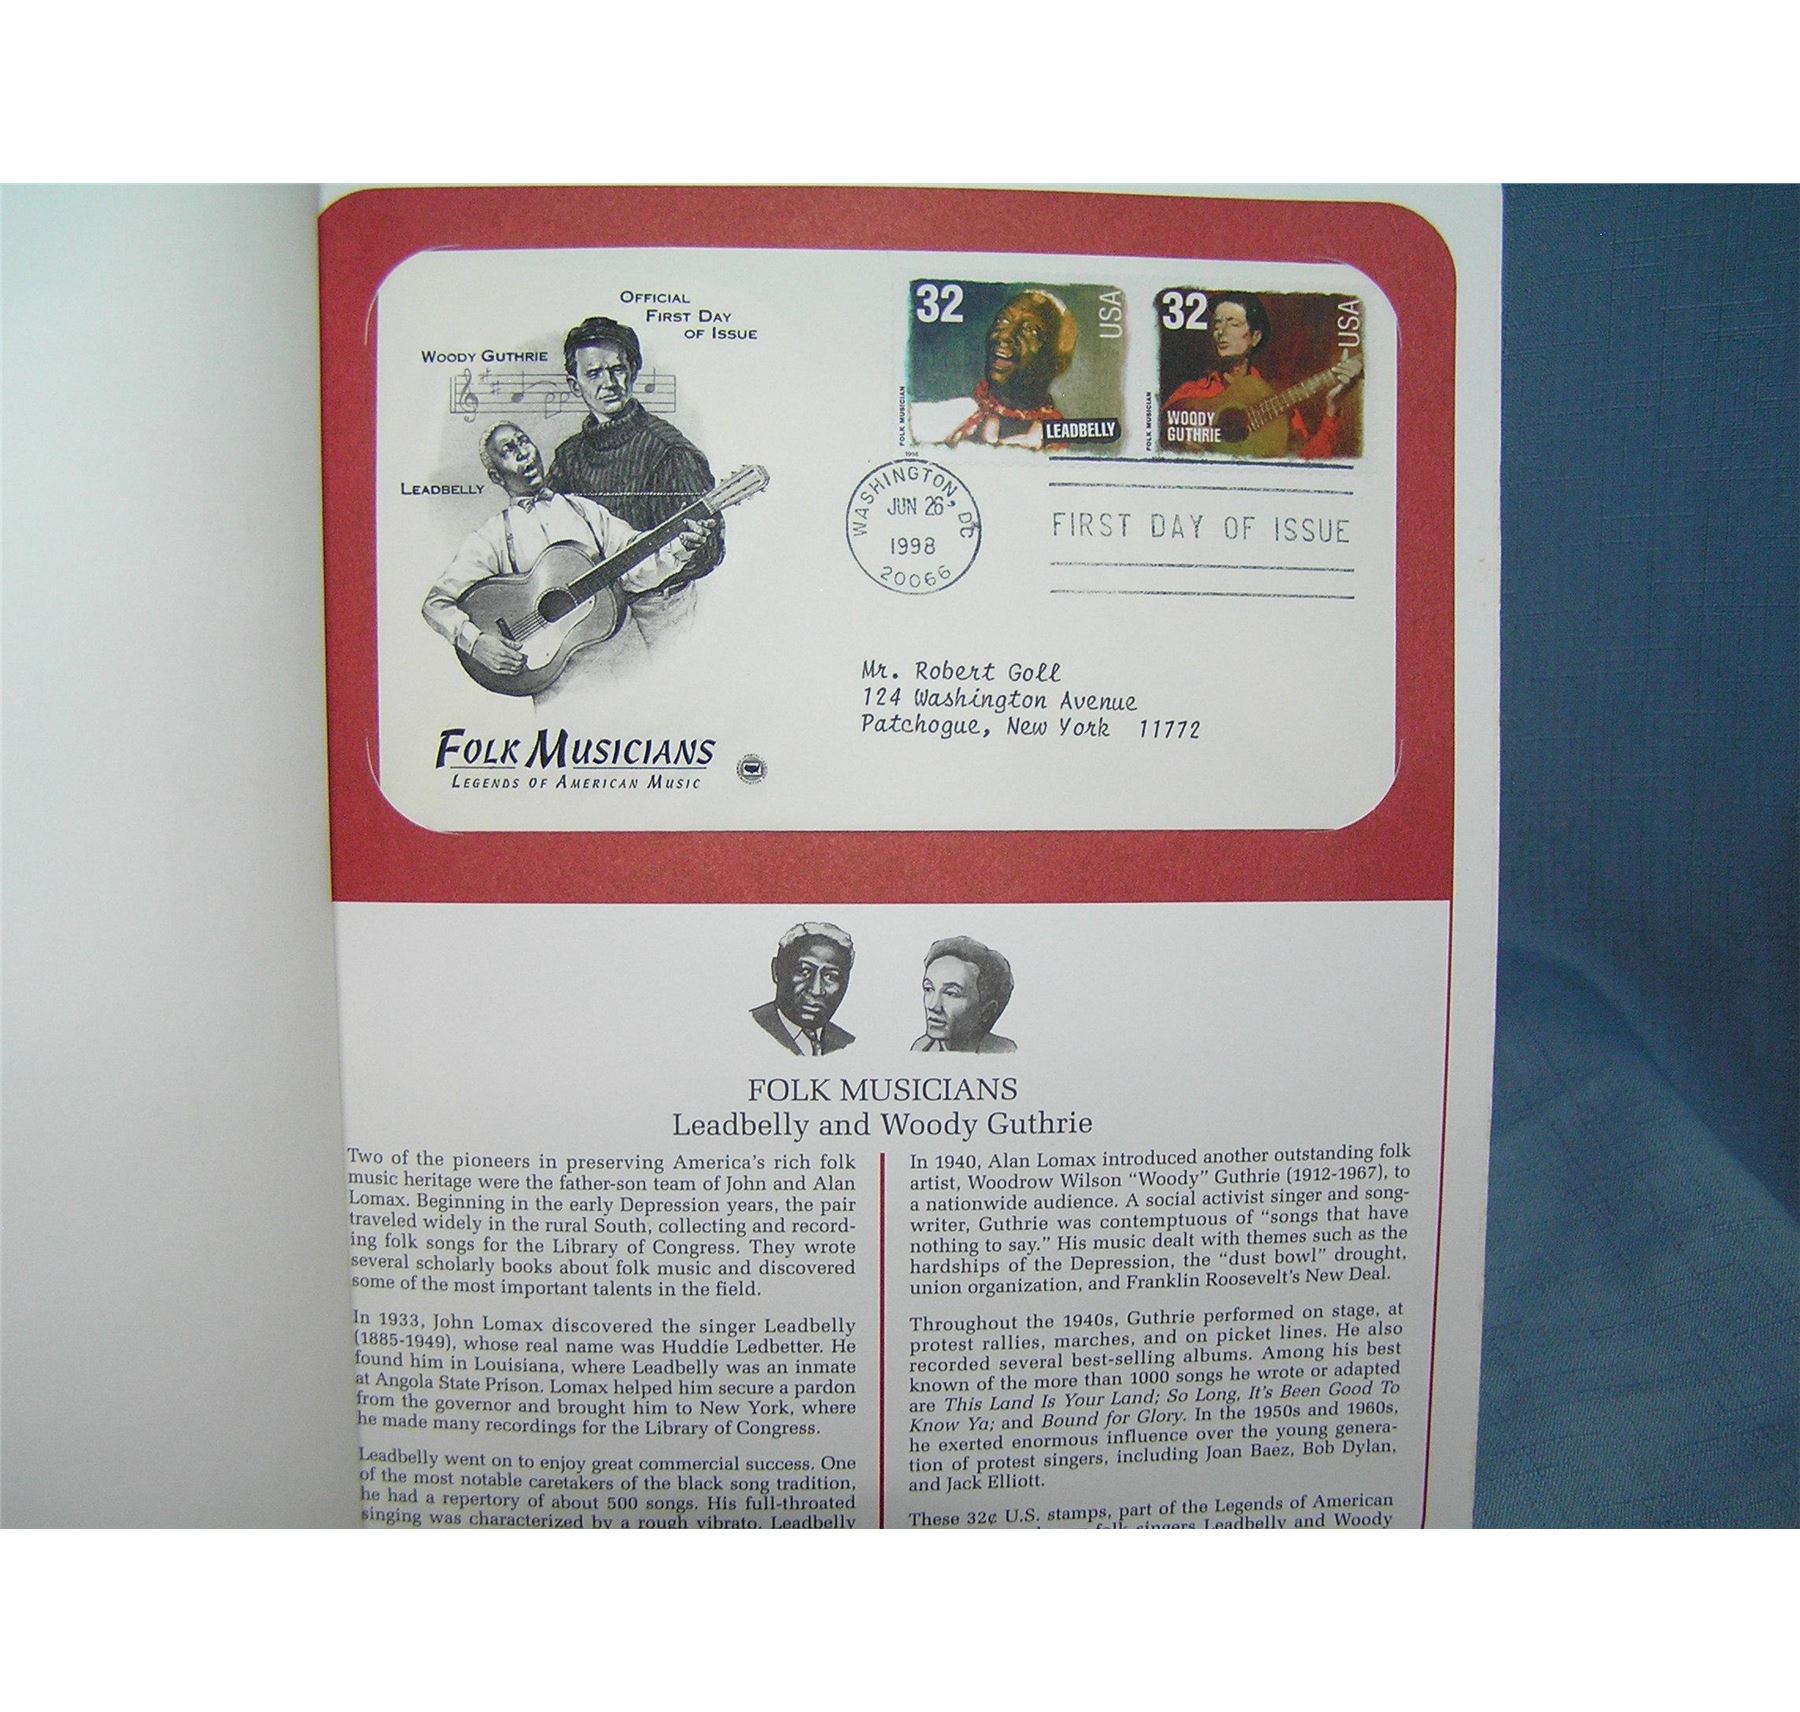 OFFICIAL
FIRST DAY
OF ISSUE
WOODY GUTHRIE
LEADBELLY
FOLK MUSICIANS
LEGENDS OF AMERICAN MUSIC
32
USA
FOLK MUSICIAN
LEADBELLY
1998
32
USA
FOLK MUSICIAN
WOODY
GUTHRIE
WASHINGTON, DC
JUN 26
1998
20066
FIRST DAY OF ISSUE
Mr. Robert Goll
124 Washington Avenue
Patchogue, New York 11772
FOLK MUSICIANS
Leadbelly and Woody Guthrie
Two of the pioneers in preserving America's rich folk
music heritage were the father-son team of John and Alan
Lomax. Beginning in the early Depression years, the pair
traveled widely in the rural South, collecting and record-
ing folk songs for the Library of Congress. They wrote
several scholarly books about folk music and discovered
some of the most important talents in the field.
In 1933, John Lomax discovered the singer Leadbelly
(1885-1949), whose real name was Huddie Ledbetter. He
found him in Louisiana, where Leadbelly was an inmate
at Angola State Prison. Lomax helped him secure a pardon
from the governor and brought him to New York, where
he made many recordings for the Library of Congress.
Leadbelly went on to enjoy great commercial success. One
of the most notable caretakers of the black song tradition,
he had a repertory of about 500 songs. His full-throated
singing was characterized by a rough vibrato. Leadbelly
In 1940, Alan Lomax introduced another outstanding folk
artist, Woodrow Wilson "Woody" Guthrie (1912-1967), to
a nationwide audience. A social activist singer and song-
writer, Guthrie was contemptuous of "songs that have
nothing to say." His music dealt with themes such as the
hardships of the Depression, the "dust bowl" drought,
union organization, and Franklin Roosevelt's New Deal.
Throughout the 1940s, Guthrie performed on stage, at
protest rallies, marches, and on picket lines. He also
recorded several best-selling albums. Among his best
known of the more than 1000 songs he wrote or adapted
are This Land Is Your Land; So Long, It's Been Good To
Know Ya; and Bound for Glory. In the 1950s and 1960s,
he exerted enormous influence over the young genera-
tion of protest singers, including Joan Baez, Bob Dylan,
and Jack Elliott.
These 32¢ U.S. stamps, part of the Legends of American
folk singers Leadbelly and Woody